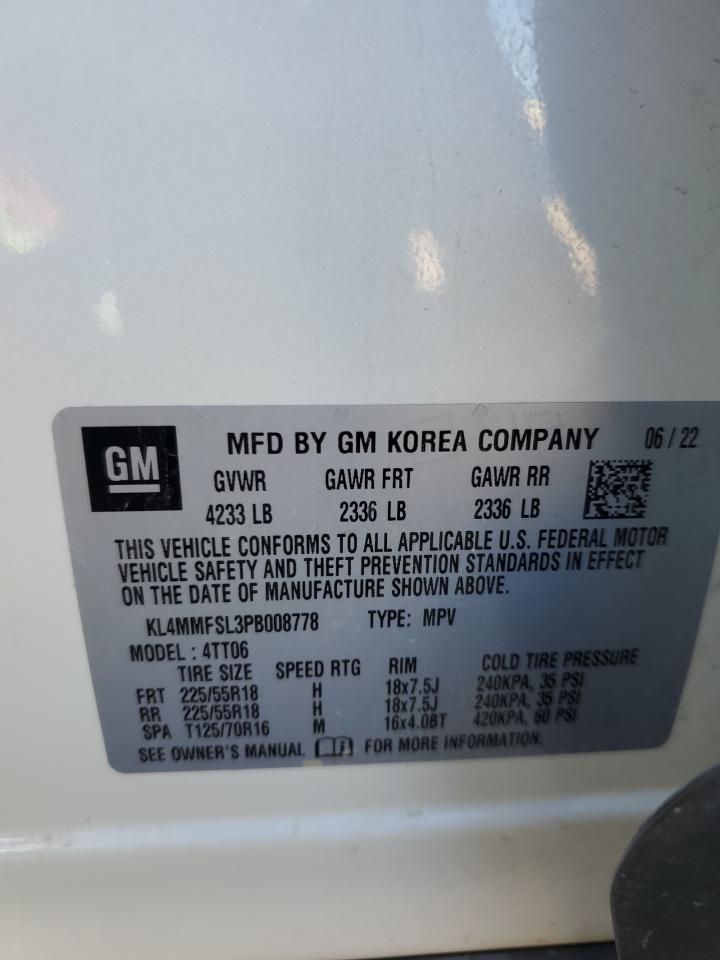 GM MFD BY GM KOREA COMPANY 06/22
GVWR GAWR FRT GAWR RR
4233 LB 2336 LB 2336 LB
THIS VEHICLE CONFORMS TO ALL APPLICABLE U.S. FEDERAL MOTOR
VEHICLE SAFETY AND THEFT PREVENTION STANDARDS IN EFFECT
ON THE DATE OF MANUFACTURE SHOWN ABOVE.
KL4MMFSL3PB008778 TYPE: MPV
MODEL : 4TT06
TIRE SIZE SPEED RTG RIM COLD TIRE PRESSURE
FRT 225/55R18 H 18x7.5J 240KPA, 35 PSI
RR 225/55R18 H 18x7.5J 240KPA, 35 PSI
SPA T125/70R16 M 16x4.0BT 420KPA, 60 PSI
SEE OWNER'S MANUAL FOR MORE INFORMATION.